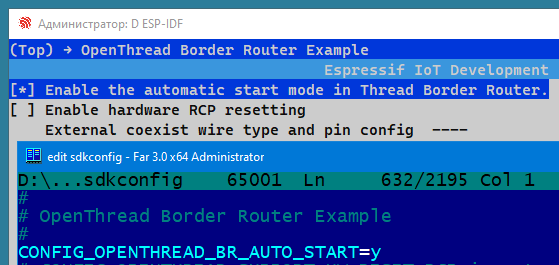 Администратор: D ESP-IDF
(Top) → OpenThread Border Router Example
Espressif IoT Development
[*] Enable the automatic start mode in Thread Border Router.
[ ] Enable hardware RCP resetting
External coexist wire type and pin config ----
edit sdkconfig - Far 3.0 x64 Administrator
D:\...sdkconfig 65001 Ln 632/2195 Col 1
#
# OpenThread Border Router Example
#
CONFIG_OPENTHREAD_BR_AUTO_START=y